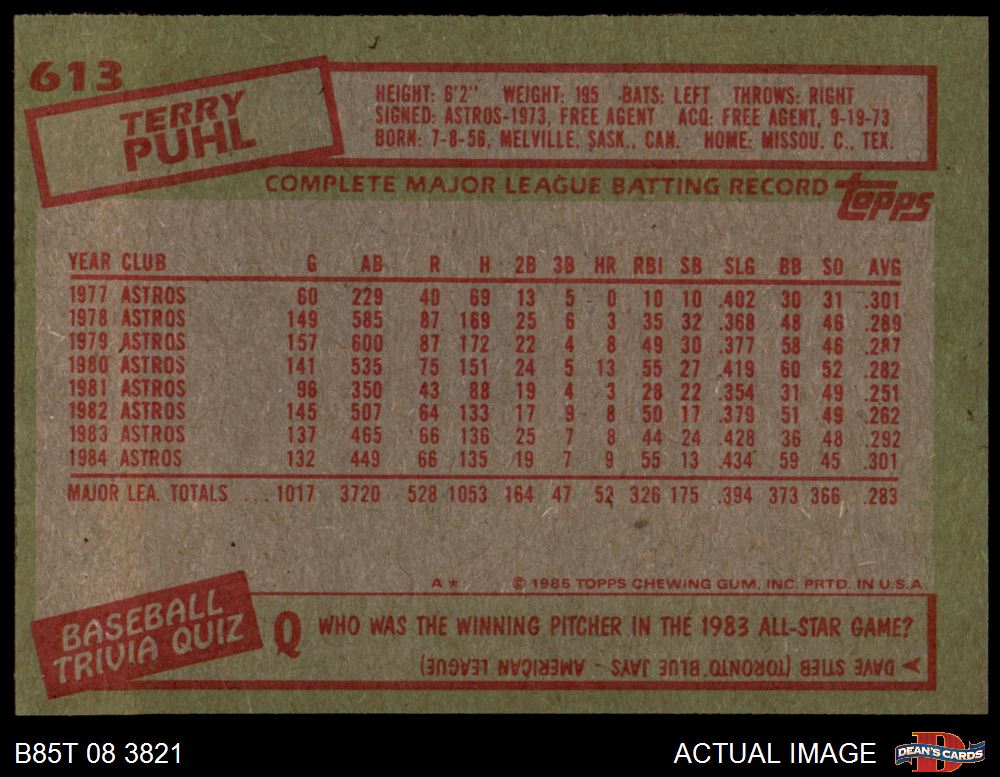 613
TERRY
PUHL
HEIGHT: 6'2" WEIGHT: 195 BATS: LEFT THROWS: RIGHT
SIGNED: ASTROS-1973, FREE AGENT ACQ: FREE AGENT, 9-19-73
BORN: 7-8-56, MELVILLE, SASK., CAN. HOME: MISSOU. C., TEX.
COMPLETE MAJOR LEAGUE BATTING RECORD
topps
YEAR CLUB G AB R H 2B 3B HR RBI SB SLG BB SO AVG
1977 ASTROS 60 229 40 69 13 5 0 10 10 .402 30 31 .301
1978 ASTROS 149 585 87 169 25 6 3 35 32 .368 48 46 .289
1979 ASTROS 157 600 87 172 22 4 8 49 30 .377 58 46 .287
1980 ASTROS 141 535 75 151 24 5 13 55 27 .419 60 52 .282
1981 ASTROS 96 350 43 88 19 4 3 28 22 .354 31 49 .251
1982 ASTROS 145 507 64 133 17 9 8 50 17 .379 51 49 .262
1983 ASTROS 137 465 66 136 25 7 8 44 24 .428 36 48 .292
1984 ASTROS 132 449 66 135 19 7 9 55 13 .434 59 45 .301
MAJOR LEA. TOTALS .... 1017 3720 528 1053 164 47 52 326 175 .394 373 366 .283
A* © 1985 TOPPS CHEWING GUM, INC. PRTD. IN U.S.A.
BASEBALL
TRIVIA QUIZ
Q WHO WAS THE WINNING PITCHER IN THE 1983 ALL-STAR GAME?
DAVE STIEB (TORONTO BLUE JAYS - AMERICAN LEAGUE)
B85T 08 3821
ACTUAL IMAGE
D
DEAN'S CARDS